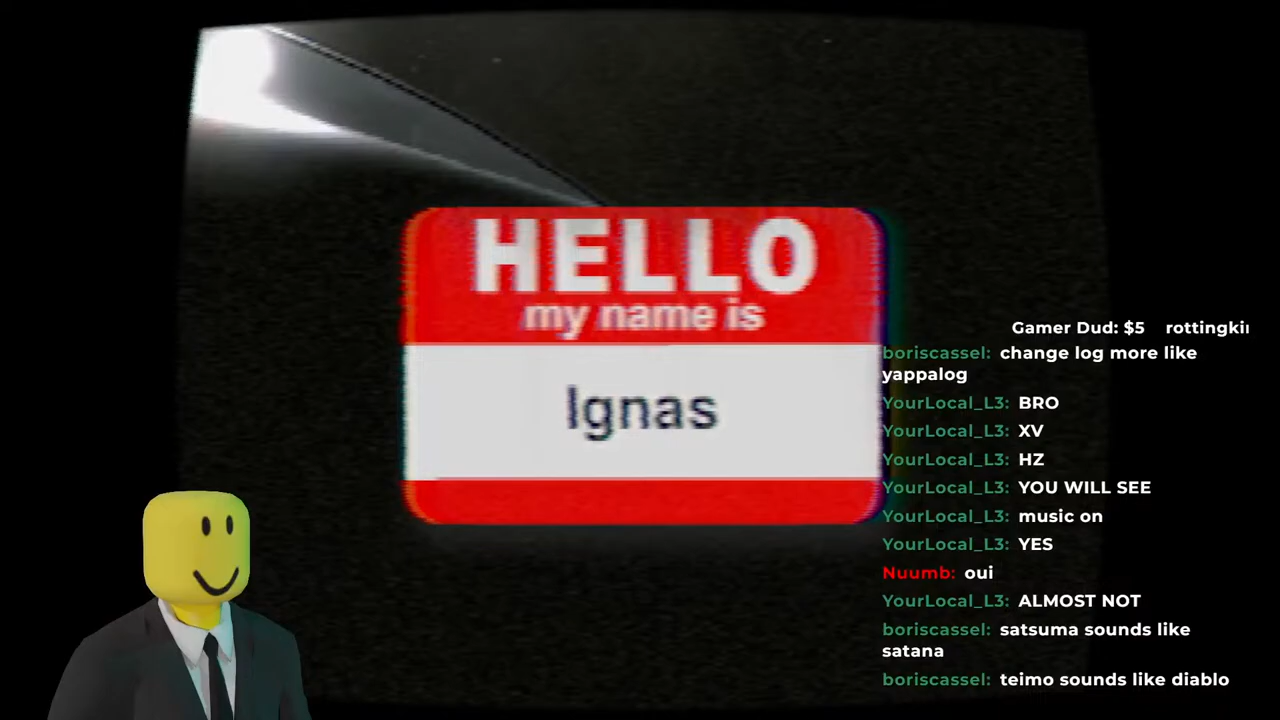 HELLO
my name is
Ignas
Gamer Dud: $5 rottingkin
boriscassel: change log more like
yappalog
YourLocal_L3: BRO
YourLocal_L3: XV
YourLocal_L3: HZ
YourLocal_L3: YOU WILL SEE
YourLocal_L3: music on
YourLocal_L3: YES
Nuumb: oui
YourLocal_L3: ALMOST NOT
boriscassel: satsuma sounds like
satana
boriscassel: teimo sounds like diablo